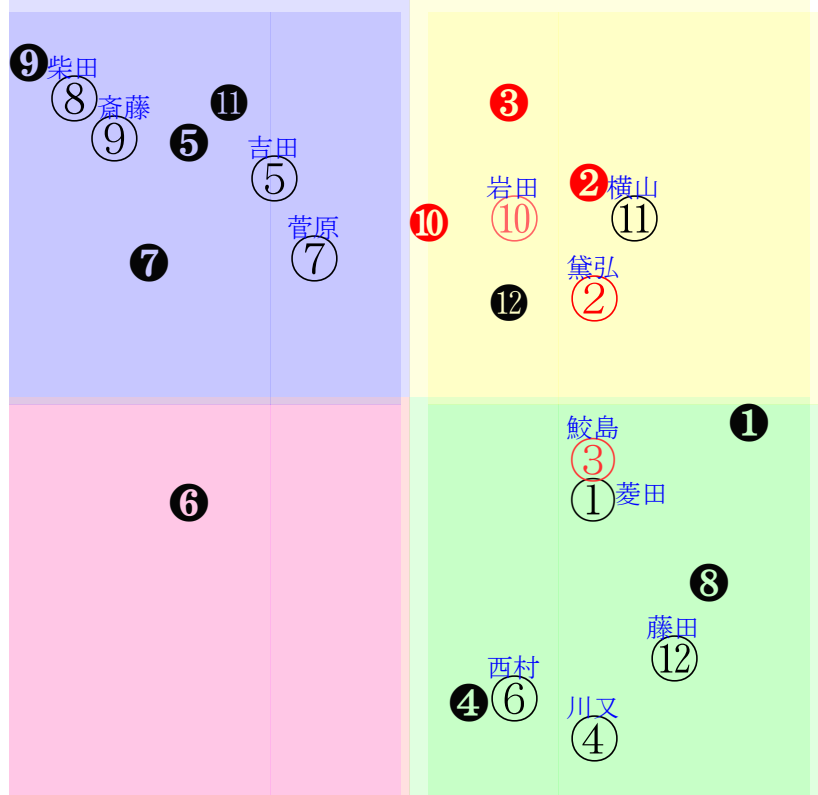 ❾
柴田
⑧
斎藤
⑨
⓫
❺
吉田
⑤
菅原
⑦
❼
❸
❷
岩田
⑩
横山
⑪
❿
黛弘
②
⓬
❶
鮫島
③
①
菱田
❻
❽
藤田
⑫
西村
⑥
❹
川又
④